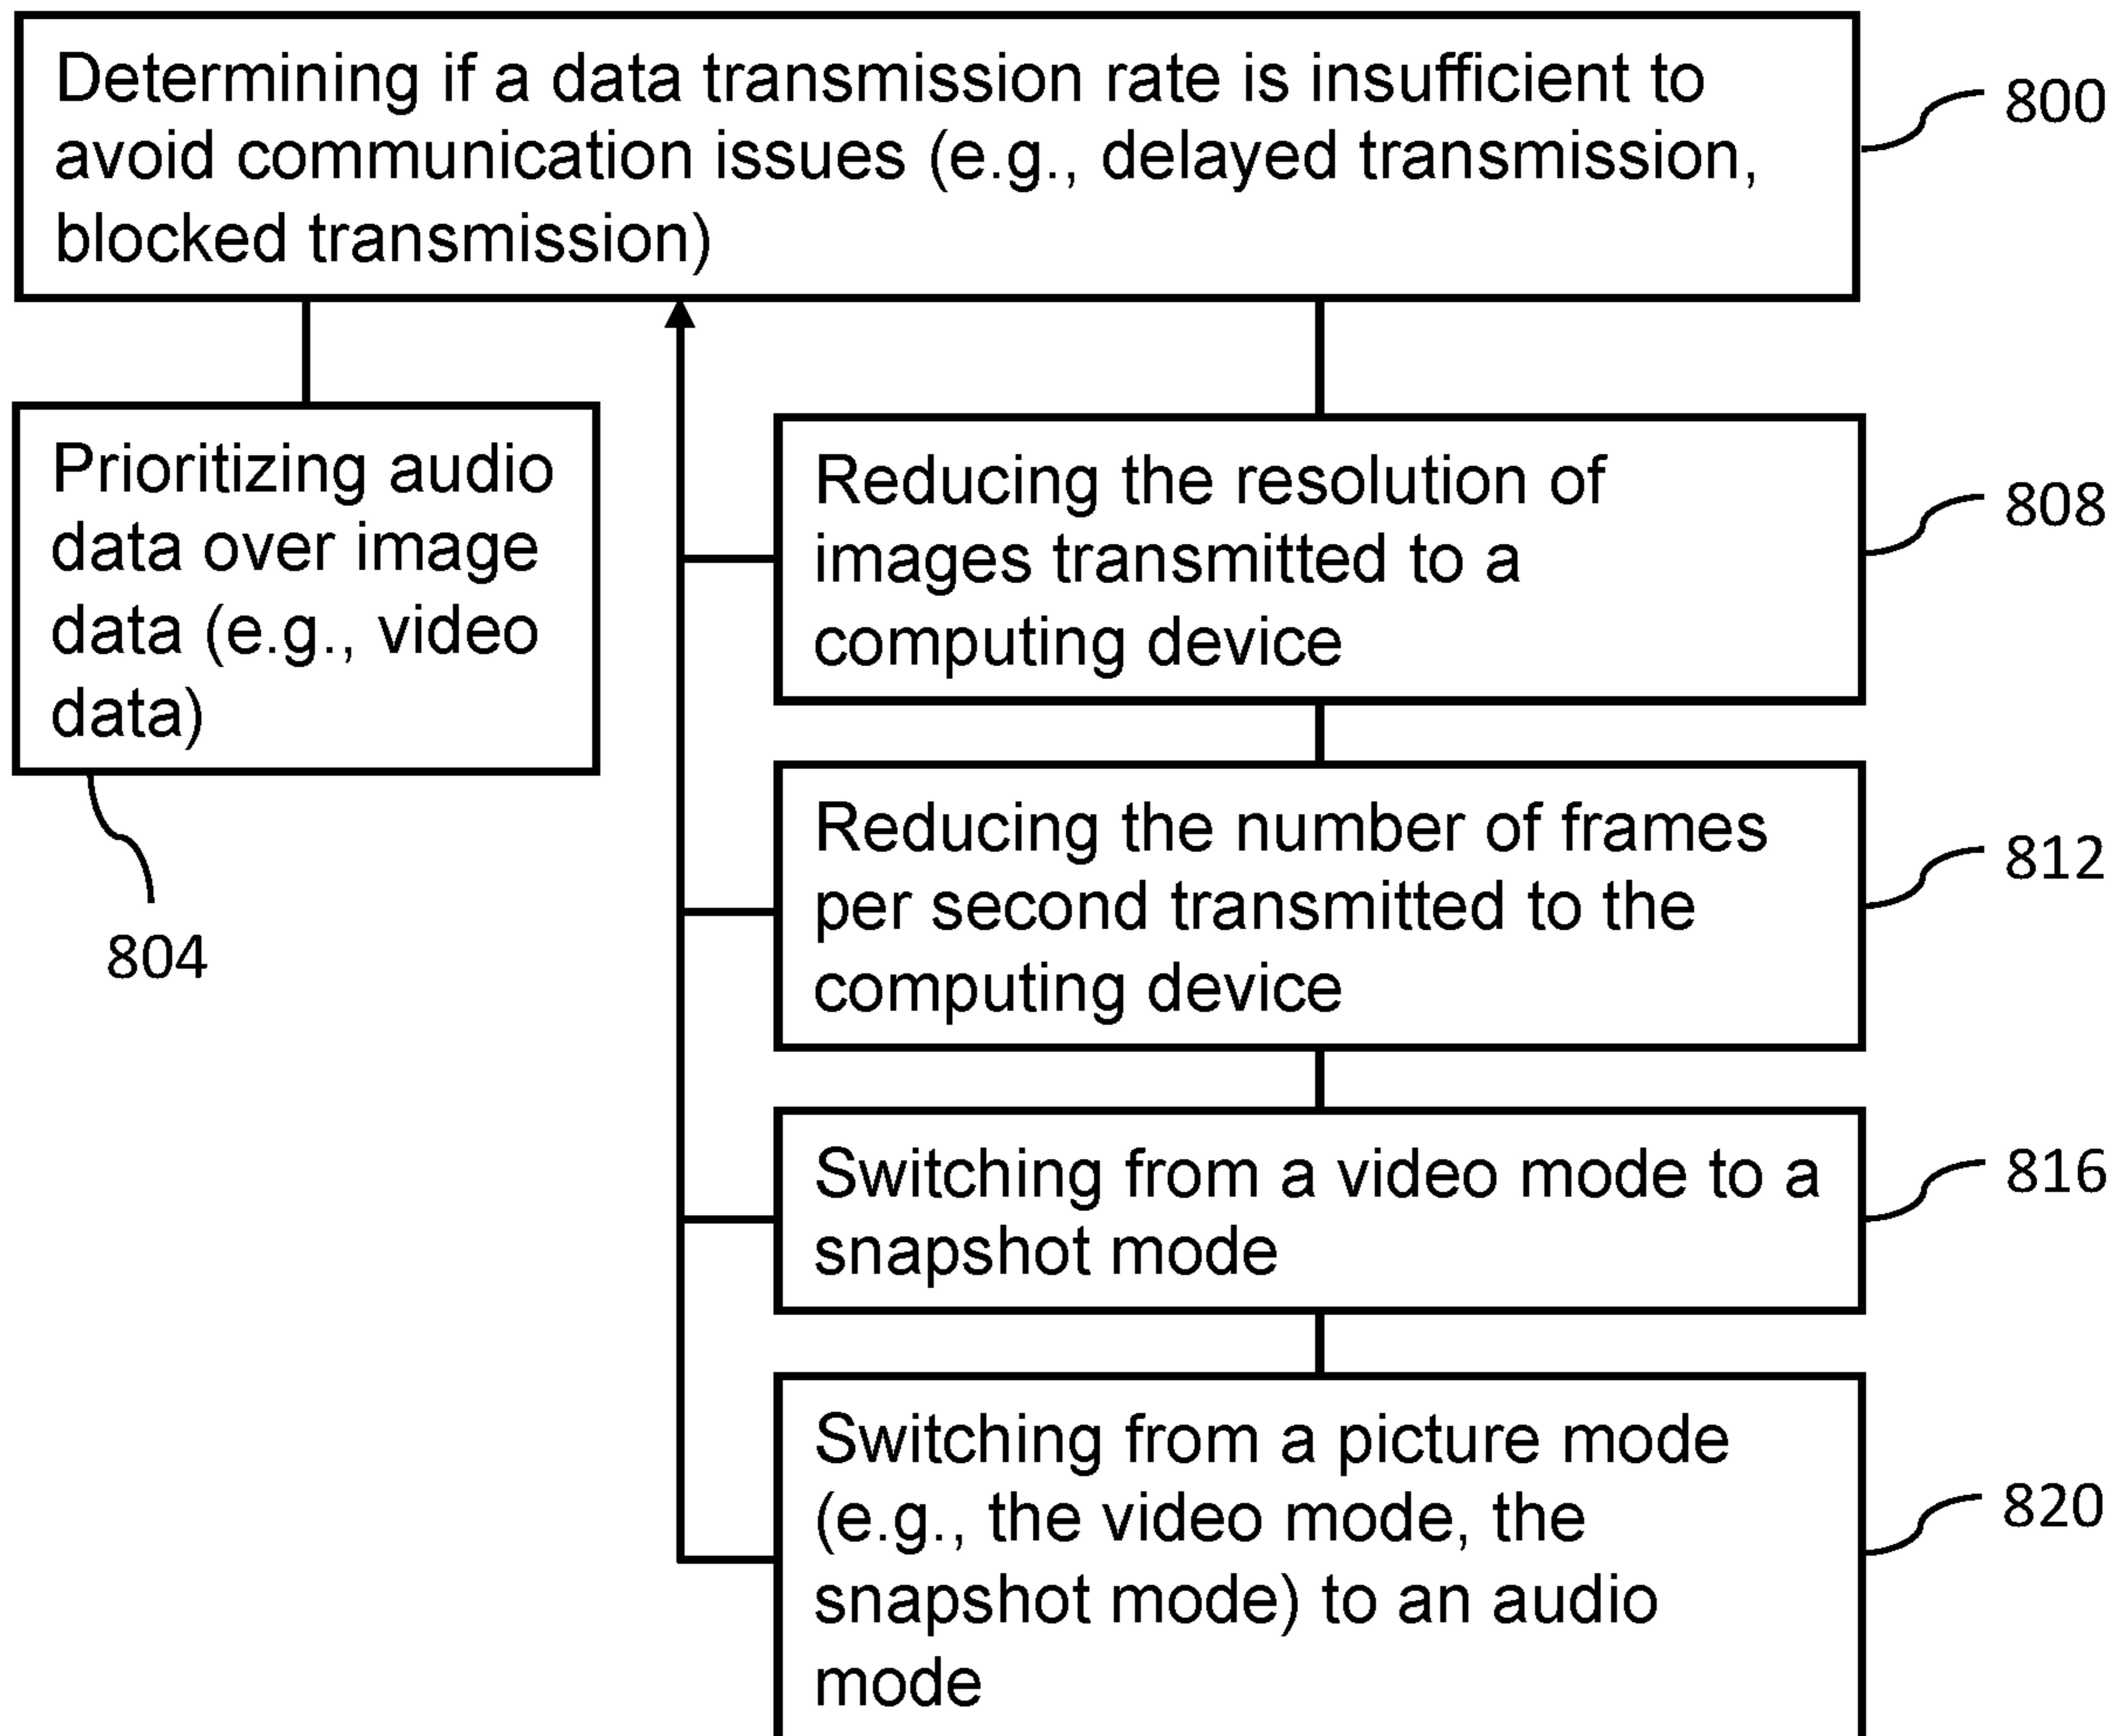 Determining if a data transmission rate is insufficient to
avoid communication issues (e.g., delayed transmission,
blocked transmission)
800
Prioritizing audio
data over image
data (e.g., video
data)
804
Reducing the resolution of
images transmitted to a
computing device
808
Reducing the number of frames
per second transmitted to the
computing device
812
Switching from a video mode to a
snapshot mode
816
Switching from a picture mode
(e.g., the video mode, the
snapshot mode) to an audio
mode
820